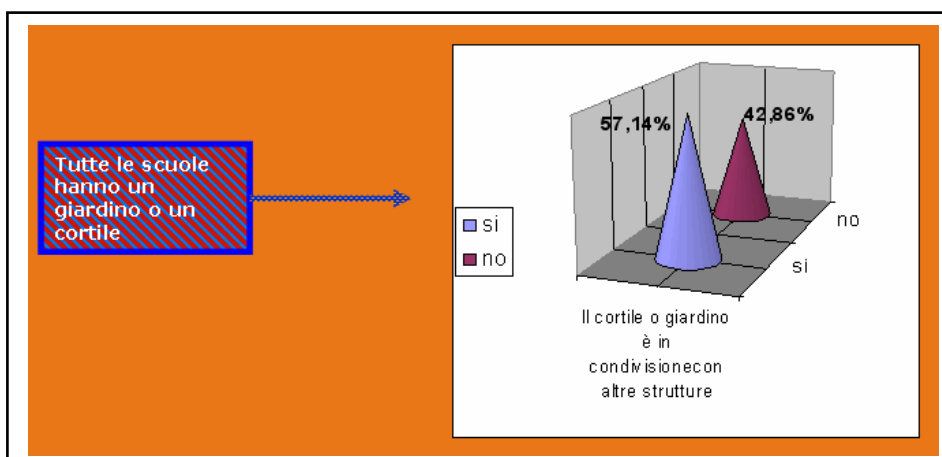 Tutte le scuole
hanno un
giardino o un
cortile
57,14%
42,86%
si
no
no
si
Il cortile o giardino
è in
condivisionecon
altre strutture